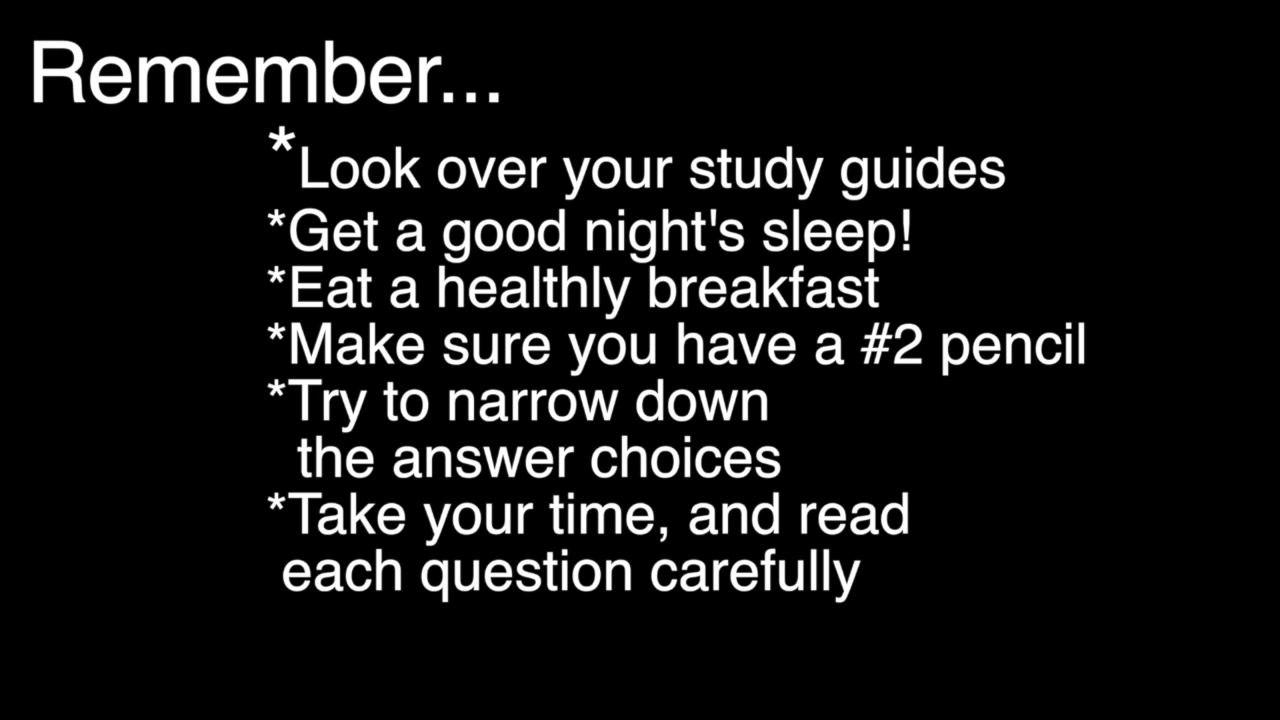 Remember...
*Look over your study guides
*Get a good night's sleep!
*Eat a healthly breakfast
*Make sure you have a #2 pencil
*Try to narrow down
the answer choices
*Take your time, and read
each question carefully